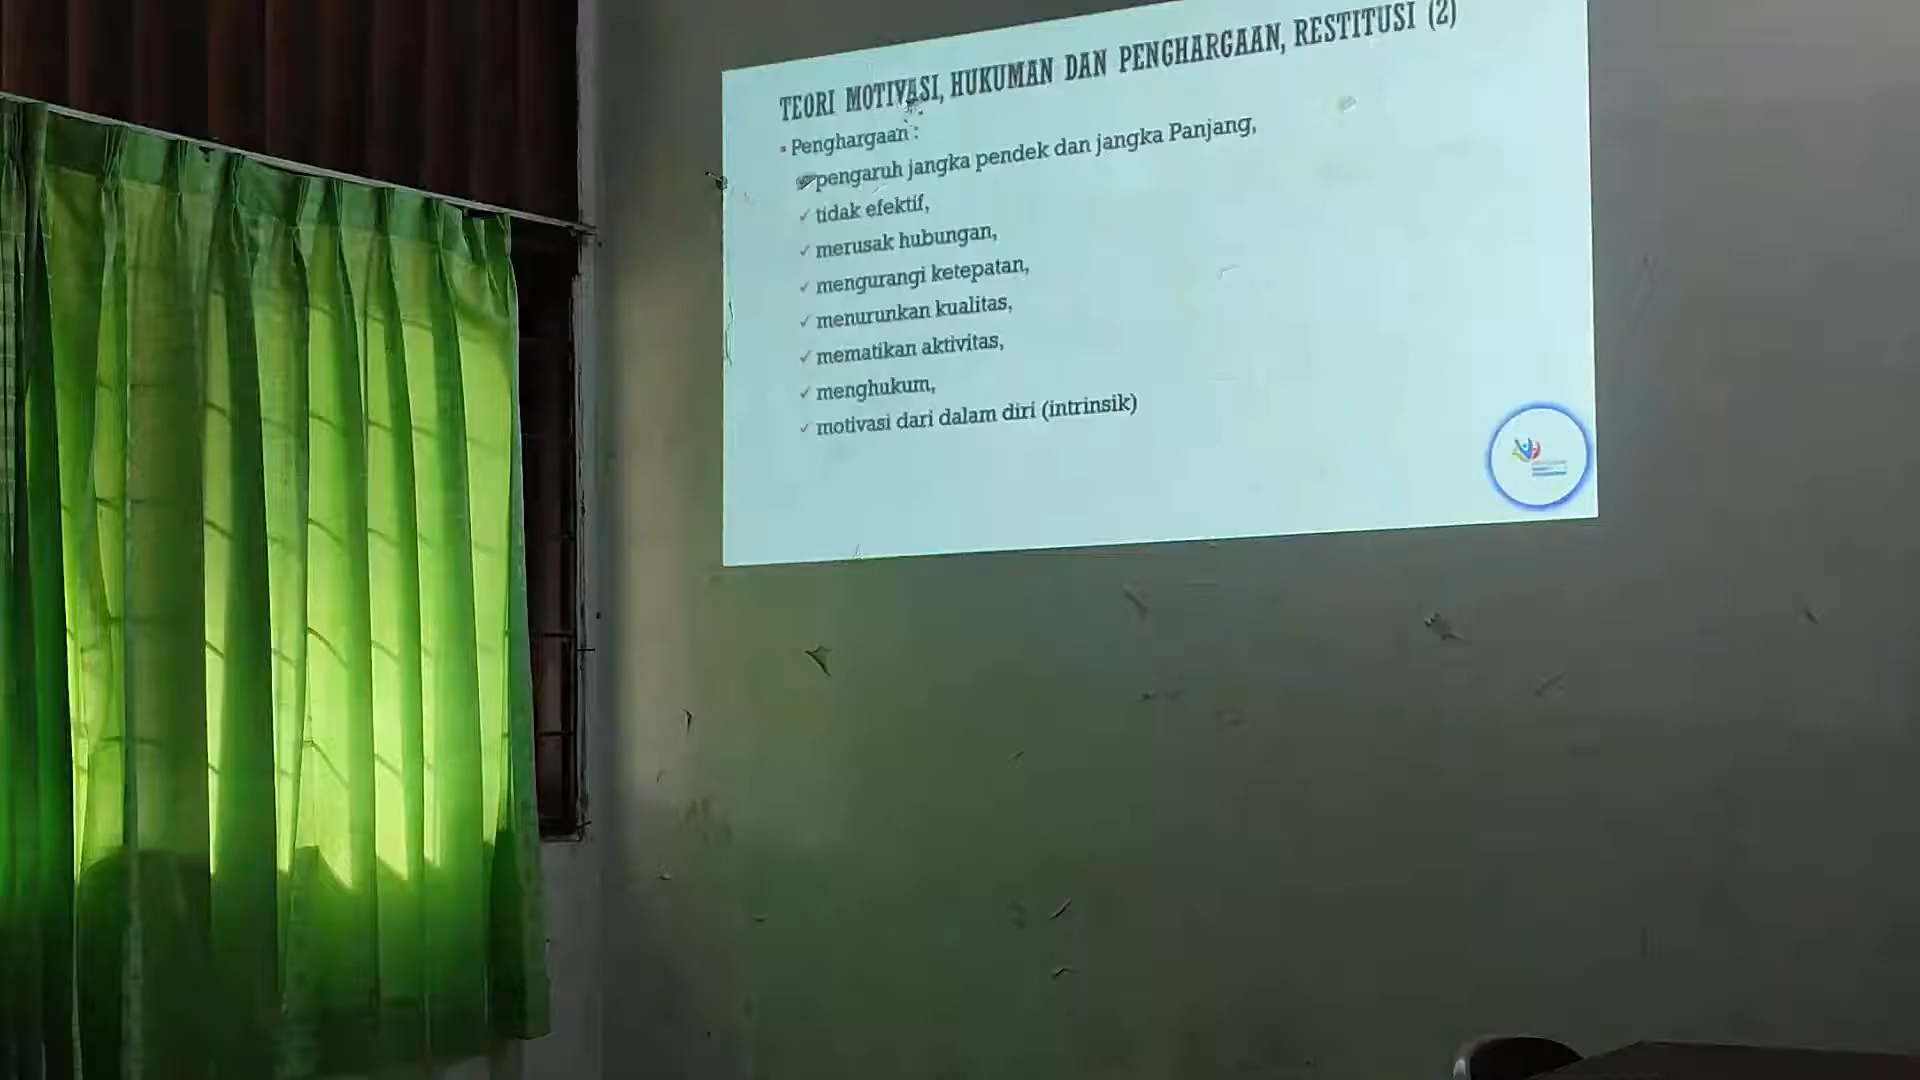 TEORI MOTIVASI, HUKUMAN DAN PENGHARGAAN, RESTITUSI (2)
▪ Penghargaan :
pengaruh jangka pendek dan jangka Panjang,
✓ tidak efektif,
✓ merusak hubungan,
✓ mengurangi ketepatan,
✓ menurunkan kualitas,
✓ mematikan aktivitas,
✓ menghukum,
✓ motivasi dari dalam diri (intrinsik)